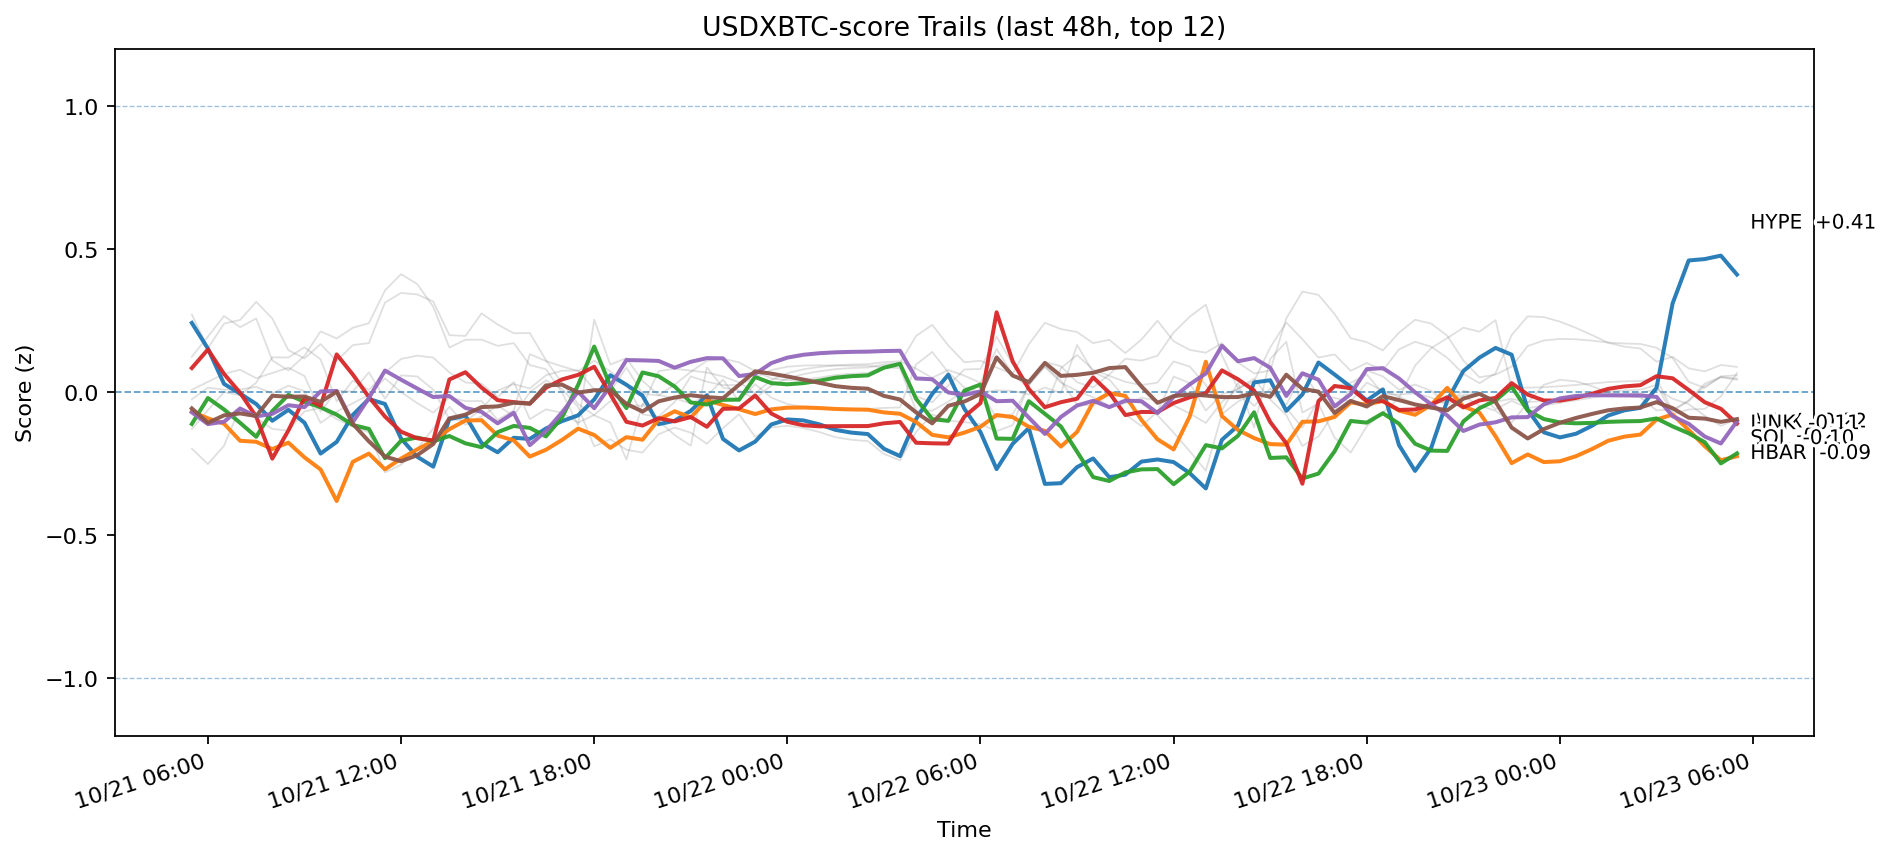 USDXBTC-score Trails (last 48h, top 12)
Score (z)
1.0
0.5
0.0
−0.5
−1.0
HYPE +0.41
SOL -0.10
HBAR -0.09
10/21 06:00
10/21 12:00
10/21 18:00
10/22 00:00
10/22 06:00
10/22 12:00
10/22 18:00
10/23 00:00
10/23 06:00
Time